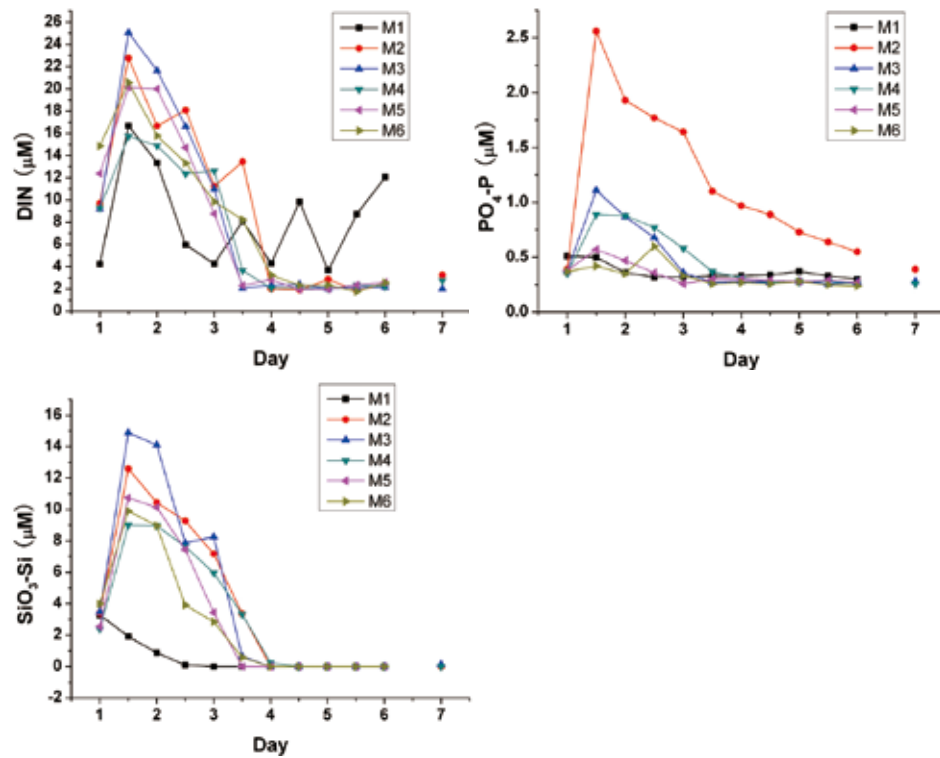 26
24
22
20
18
16
14
12
10
8
6
4
2
0
DIN (μM)
1 2 3 4 5 6 7
Day
M1
M2
M3
M4
M5
M6
2.5
2.0
1.5
1.0
0.5
0.0
PO4-P (μM)
1 2 3 4 5 6 7
Day
M1
M2
M3
M4
M5
M6
16
14
12
10
8
6
4
2
0
-2
SiO3-Si (μM)
1 2 3 4 5 6 7
Day
M1
M2
M3
M4
M5
M6